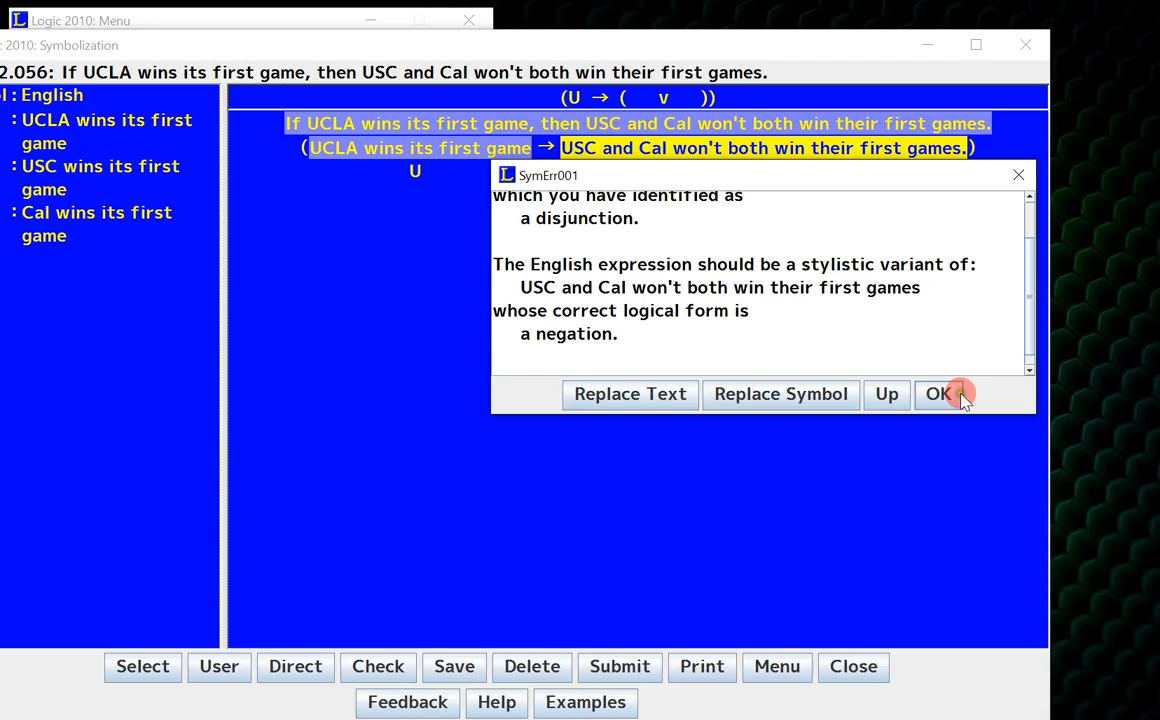 L Logic 2010: Menu
: 2010: Symbolization
2.056: If UCLA wins its first game, then USC and Cal won't both win their first games.
l : English
: UCLA wins its first
game
: USC wins its first
game
: Cal wins its first
game
(U → (   v   ))
If UCLA wins its first game, then USC and Cal won't both win their first games.
(UCLA wins its first game → USC and Cal won't both win their first games.)
U
L SymErr001
which you have identified as
a disjunction.
The English expression should be a stylistic variant of:
USC and Cal won't both win their first games
whose correct logical form is
a negation.
Replace Text Replace Symbol Up OK
Select User Direct Check Save Delete Submit Print Menu Close
Feedback Help Examples